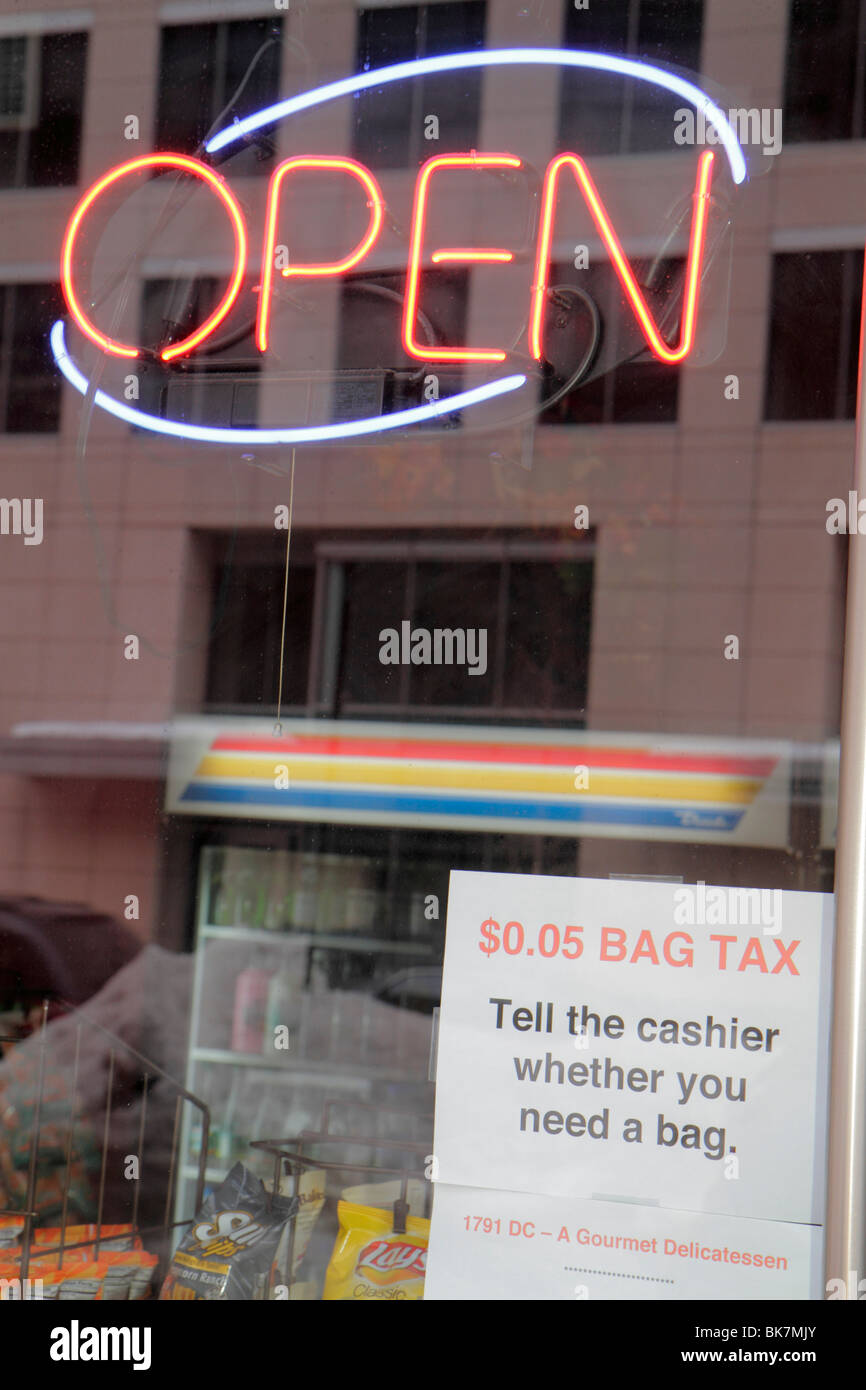 OPEN
$0.05 BAG TAX
Tell the cashier
whether you
need a bag.
1791 DC – A Gourmet Delicatessen
Lay's
Classic
alamy
alamy
Image ID: BK7MJY
www.alamy.com